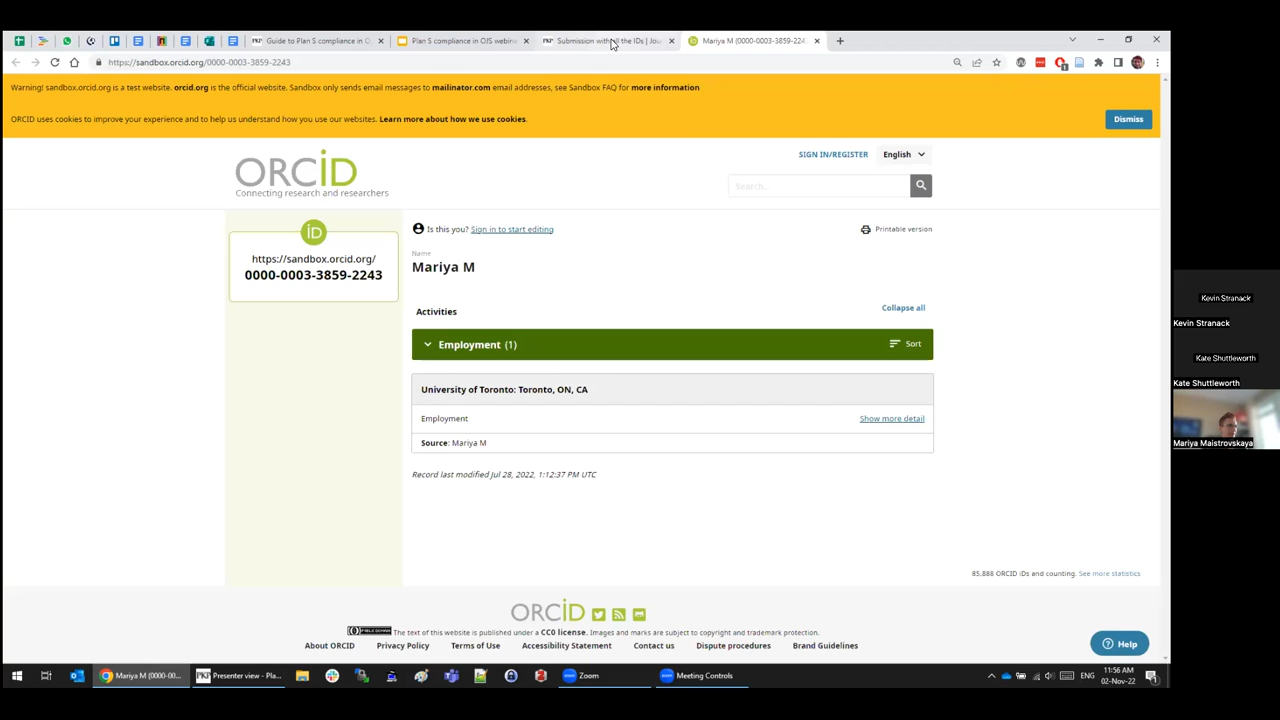 Guide to Plan S compliance in O
Plan S compliance in OJS webina
Submission with all the IDs | Jou
Mariya M (0000-0003-3859-224
https://sandbox.orcid.org/0000-0003-3859-2243
Warning! sandbox.orcid.org is a test website. orcid.org is the official website. Sandbox only sends email messages to mailinator.com email addresses, see Sandbox FAQ for more information
ORCID uses cookies to improve your experience and to help us understand how you use our websites. Learn more about how we use cookies.
Dismiss
ORCID
Connecting research and researchers
SIGN IN/REGISTER
English
Search...
iD
https://sandbox.orcid.org/
0000-0003-3859-2243
Is this you? Sign in to start editing
Printable version
Name
Mariya M
Activities
Collapse all
Employment (1)
Sort
University of Toronto: Toronto, ON, CA
Employment
Show more detail
Source: Mariya M
Record last modified Jul 28, 2022, 1:12:37 PM UTC
85,888 ORCID iDs and counting. See more statistics
ORCID
The text of this website is published under a CC0 license. Images and marks are subject to copyright and trademark protection.
About ORCID
Privacy Policy
Terms of Use
Accessibility Statement
Contact us
Dispute procedures
Brand Guidelines
Help
Kevin Stranack
Kevin Stranack
Kate Shuttleworth
Kate Shuttleworth
Mariya Maistrovskaya
Mariya M (0000-00...
PKP
Presenter view - Pla...
Zoom
Meeting Controls
ENG
11:56 AM
02-Nov-22